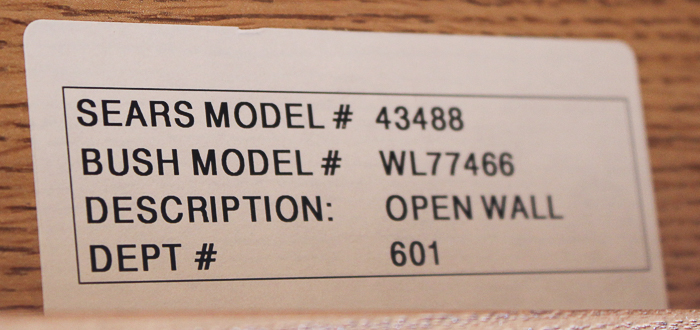 SEARS MODEL # 43488
BUSH MODEL # WL77466
DESCRIPTION: OPEN WALL
DEPT # 601